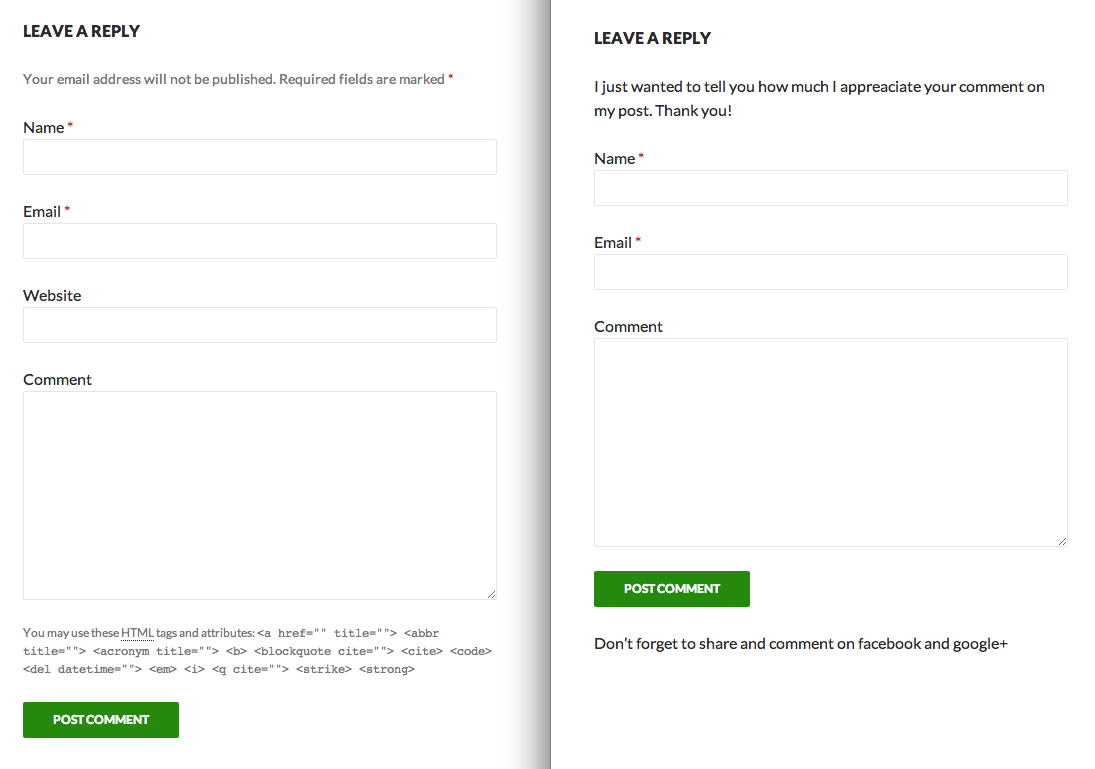 LEAVE A REPLY
Your email address will not be published. Required fields are marked *
Name *
Email *
Website
Comment
You may use these HTML tags and attributes: <a href="" title=""> <abbr
title=""> <acronym title=""> <b> <blockquote cite=""> <cite> <code>
<del datetime=""> <em> <i> <q cite=""> <strike> <strong>
POST COMMENT
LEAVE A REPLY
I just wanted to tell you how much I appreaciate your comment on
my post. Thank you!
Name *
Email *
Comment
POST COMMENT
Don't forget to share and comment on facebook and google+